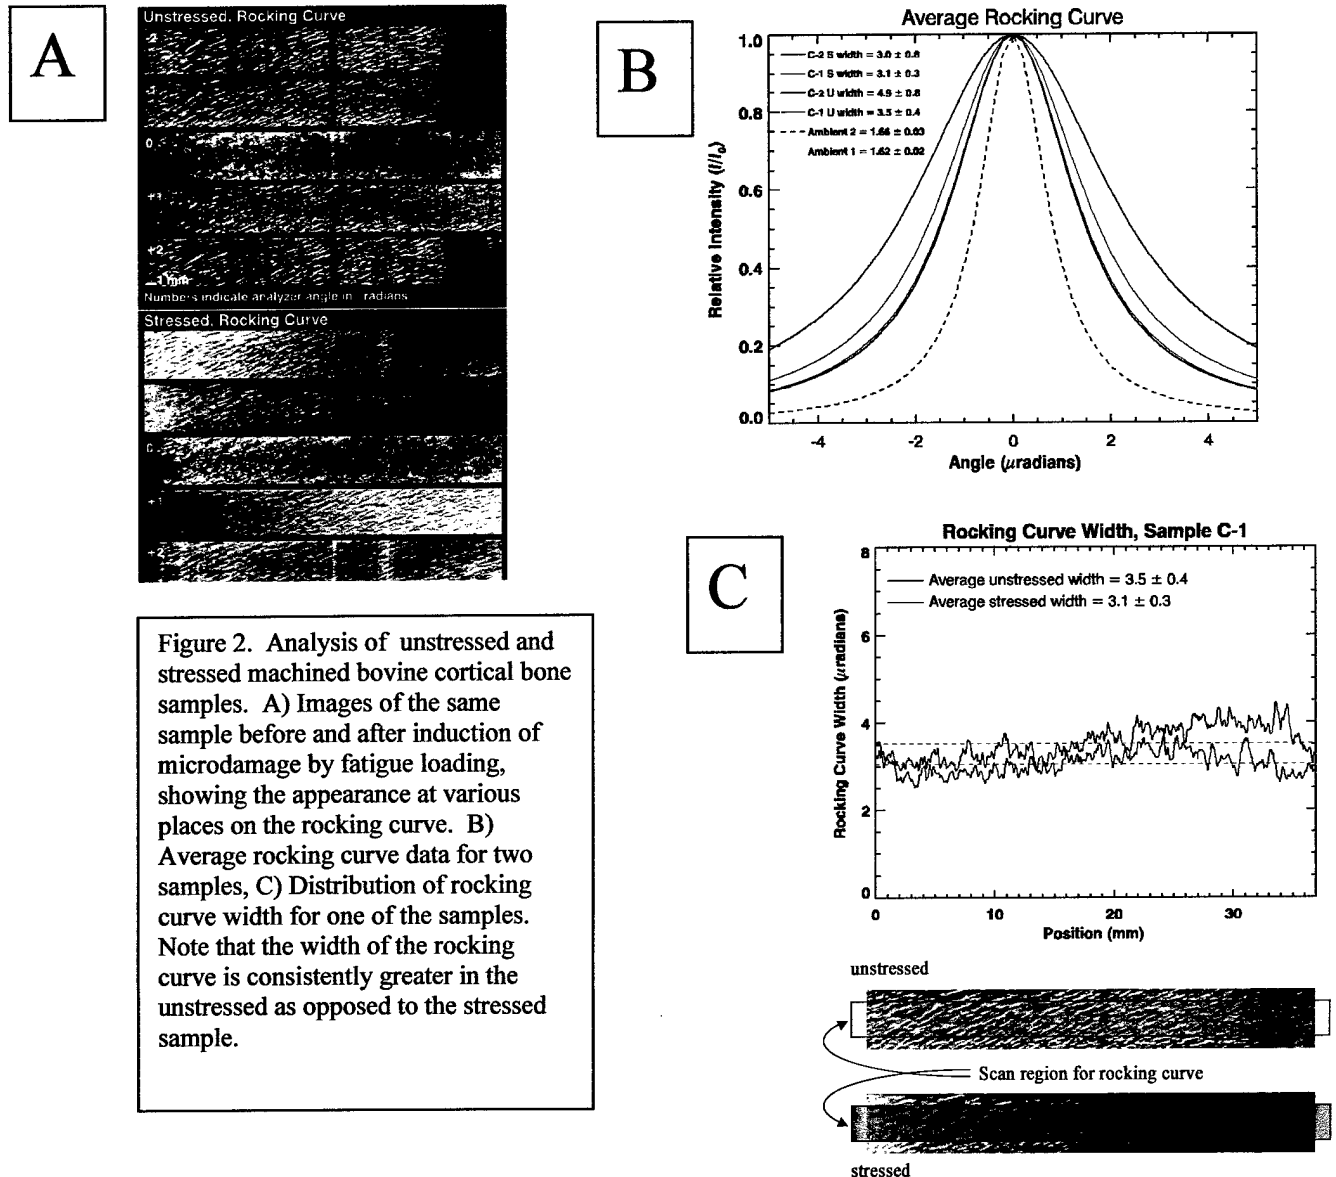 A
Unstressed. Rocking Curve
-2
0
+1
+2
1 mm
Numbers indicate analyzer angle in radians
Stressed. Rocking Curve
0
+1
+2
Figure 2. Analysis of unstressed and
stressed machined bovine cortical bone
samples. A) Images of the same
sample before and after induction of
microdamage by fatigue loading,
showing the appearance at various
places on the rocking curve. B)
Average rocking curve data for two
samples, C) Distribution of rocking
curve width for one of the samples.
Note that the width of the rocking
curve is consistently greater in the
unstressed as opposed to the stressed
sample.
B
Average Rocking Curve
C-2 S width = 3.0 ± 0.8
C-1 S width = 3.1 ± 0.3
C-2 U width = 4.9 ± 0.8
C-1 U width = 3.5 ± 0.4
Ambient 2 = 1.66 ± 0.03
Ambient 1 = 1.62 ± 0.02
1.0
0.8
0.6
0.4
0.2
0.0
Relative Intensity (I/I0)
-4 -2 0 2 4
Angle (µradians)
C
Rocking Curve Width, Sample C-1
Average unstressed width = 3.5 ± 0.4
Average stressed width = 3.1 ± 0.3
8
6
4
2
0
Rocking Curve Width (µradians)
0 10 20 30
Position (mm)
unstressed
Scan region for rocking curve
stressed